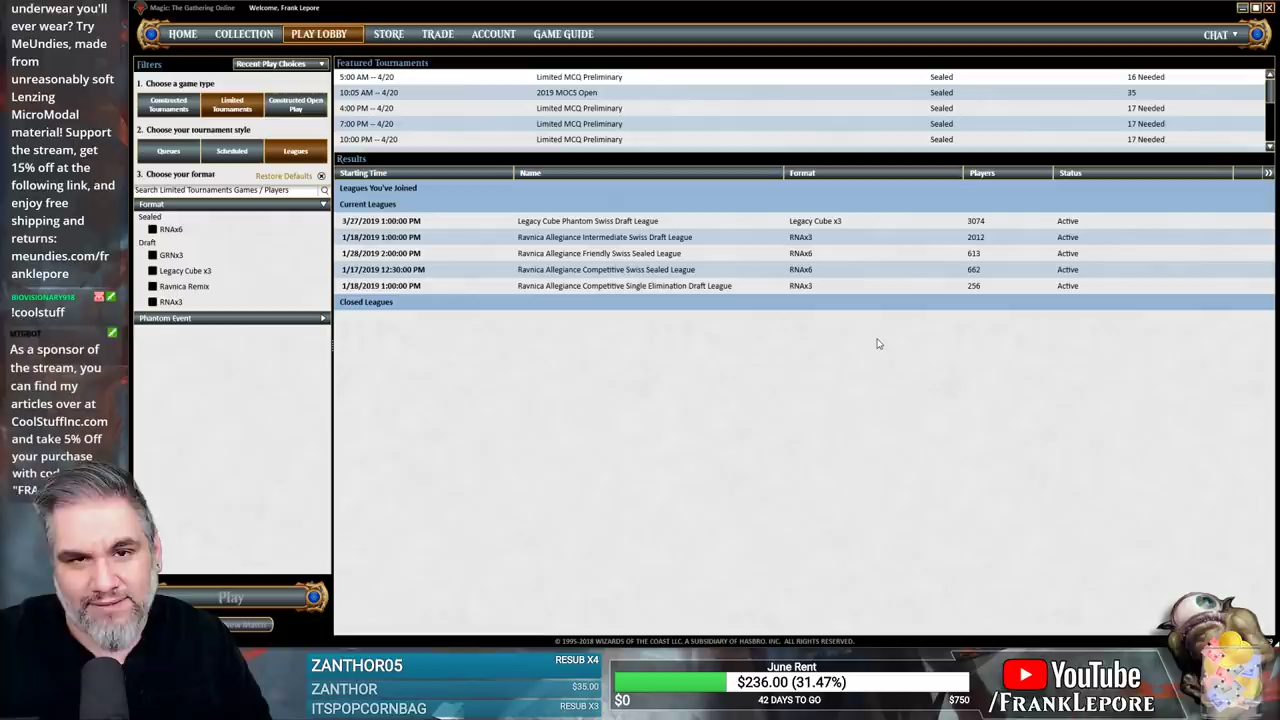 Magic: The Gathering Online Welcome, Frank Lepore
HOME COLLECTION PLAY LOBBY STORE TRADE ACCOUNT GAME GUIDE CHAT
underwear you'll
ever wear? Try
MeUndies, made
from
unreasonably soft
Lenzing
MicroModal
material! Support
the stream, get
15% off at the
following link, and
enjoy free
shipping and
returns:
meundies.com/fr
anklepore
BIOVISIONARY918
!coolstuff
As a sponsor of
the stream, you
can find my
articles over at
CoolStuffInc.com
and take 5% Off
your purchase
with
"FRA
Filters Recent Play Choices
1. Choose a game type
Constructed Tournaments Limited Tournaments Constructed Open Play
2. Choose your tournament style
Queues Scheduled Leagues
3. Choose your format Restore Defaults
Search Limited Tournaments Games / Players
Format
Sealed
RNAx6
Draft
GRNx3
Legacy Cube x3
Ravnica Remix
RNAx3
Phantom Event
Play
Featured Tournaments
5:00 AM -- 4/20 Limited MCQ Preliminary Sealed 16 Needed
10:05 AM -- 4/20 2019 MOCS Open Sealed 35
4:00 PM -- 4/20 Limited MCQ Preliminary Sealed 17 Needed
7:00 PM -- 4/20 Limited MCQ Preliminary Sealed 17 Needed
10:00 PM -- 4/20 Limited MCQ Preliminary Sealed 17 Needed
Results
Starting Time Name Format Players Status
Leagues You've Joined
Current Leagues
3/27/2019 1:00:00 PM Legacy Cube Phantom Swiss Draft League Legacy Cube x3 3074 Active
1/18/2019 1:00:00 PM Ravnica Allegiance Intermediate Swiss Draft League RNAx3 2012 Active
1/28/2019 2:00:00 PM Ravnica Allegiance Friendly Swiss Sealed League RNAx6 613 Active
1/17/2019 12:30:00 PM Ravnica Allegiance Competitive Swiss Sealed League RNAx6 662 Active
1/18/2019 1:00:00 PM Ravnica Allegiance Competitive Single Elimination Draft League RNAx3 256 Active
Closed Leagues
© 1995-2018 WIZARDS OF THE COAST LLC, A SUBSIDIARY OF HASBRO, INC. ALL RIGHTS RESERVED.
ZANTHOR05 RESUB X4
ZANTHOR $35.00
ITSPOPCORNBAG RESUB X3
June Rent
$236.00 (31.47%)
$0 42 DAYS TO GO $750
YouTube
/FRANKLEPORE